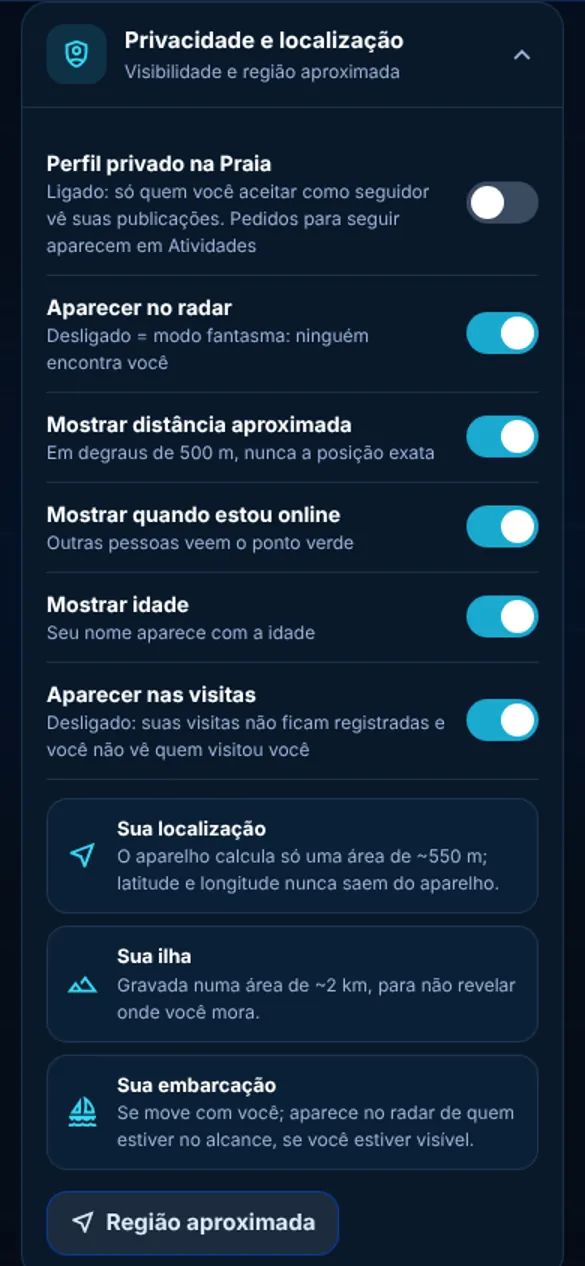 Privacidade e localização
Visibilidade e região aproximada
Perfil privado na Praia
Ligado: só quem você aceitar como seguidor
vê suas publicações. Pedidos para seguir
aparecem em Atividades
Aparecer no radar
Desligado = modo fantasma: ninguém
encontra você
Mostrar distância aproximada
Em degraus de 500 m, nunca a posição exata
Mostrar quando estou online
Outras pessoas veem o ponto verde
Mostrar idade
Seu nome aparece com a idade
Aparecer nas visitas
Desligado: suas visitas não ficam registradas e
você não vê quem visitou você
Sua localização
O aparelho calcula só uma área de ~550 m;
latitude e longitude nunca saem do aparelho.
Sua ilha
Gravada numa área de ~2 km, para não revelar
onde você mora.
Sua embarcação
Se move com você; aparece no radar de quem
estiver no alcance, se você estiver visível.
Região aproximada